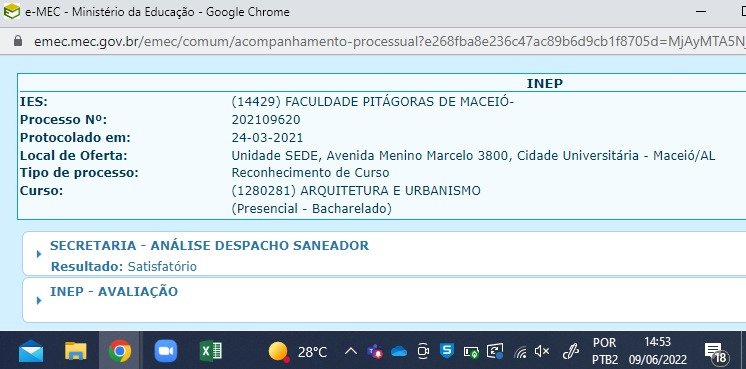 e-MEC - Ministério da Educação - Google Chrome
emec.mec.gov.br/emec/comum/acompanhamento-processual?e268fba8e236c47ac89b6d9cb1f8705d=MjAyMTA5N
INEP
IES: (14429) FACULDADE PITÁGORAS DE MACEIÓ-
Processo Nº: 202109620
Protocolado em: 24-03-2021
Local de Oferta: Unidade SEDE, Avenida Menino Marcelo 3800, Cidade Universitária - Maceió/AL
Tipo de processo: Reconhecimento de Curso
Curso: (1280281) ARQUITETURA E URBANISMO
(Presencial - Bacharelado)
SECRETARIA - ANÁLISE DESPACHO SANEADOR
Resultado: Satisfatório
INEP - AVALIAÇÃO
28°C
POR
PTB2
14:53
09/06/2022
18